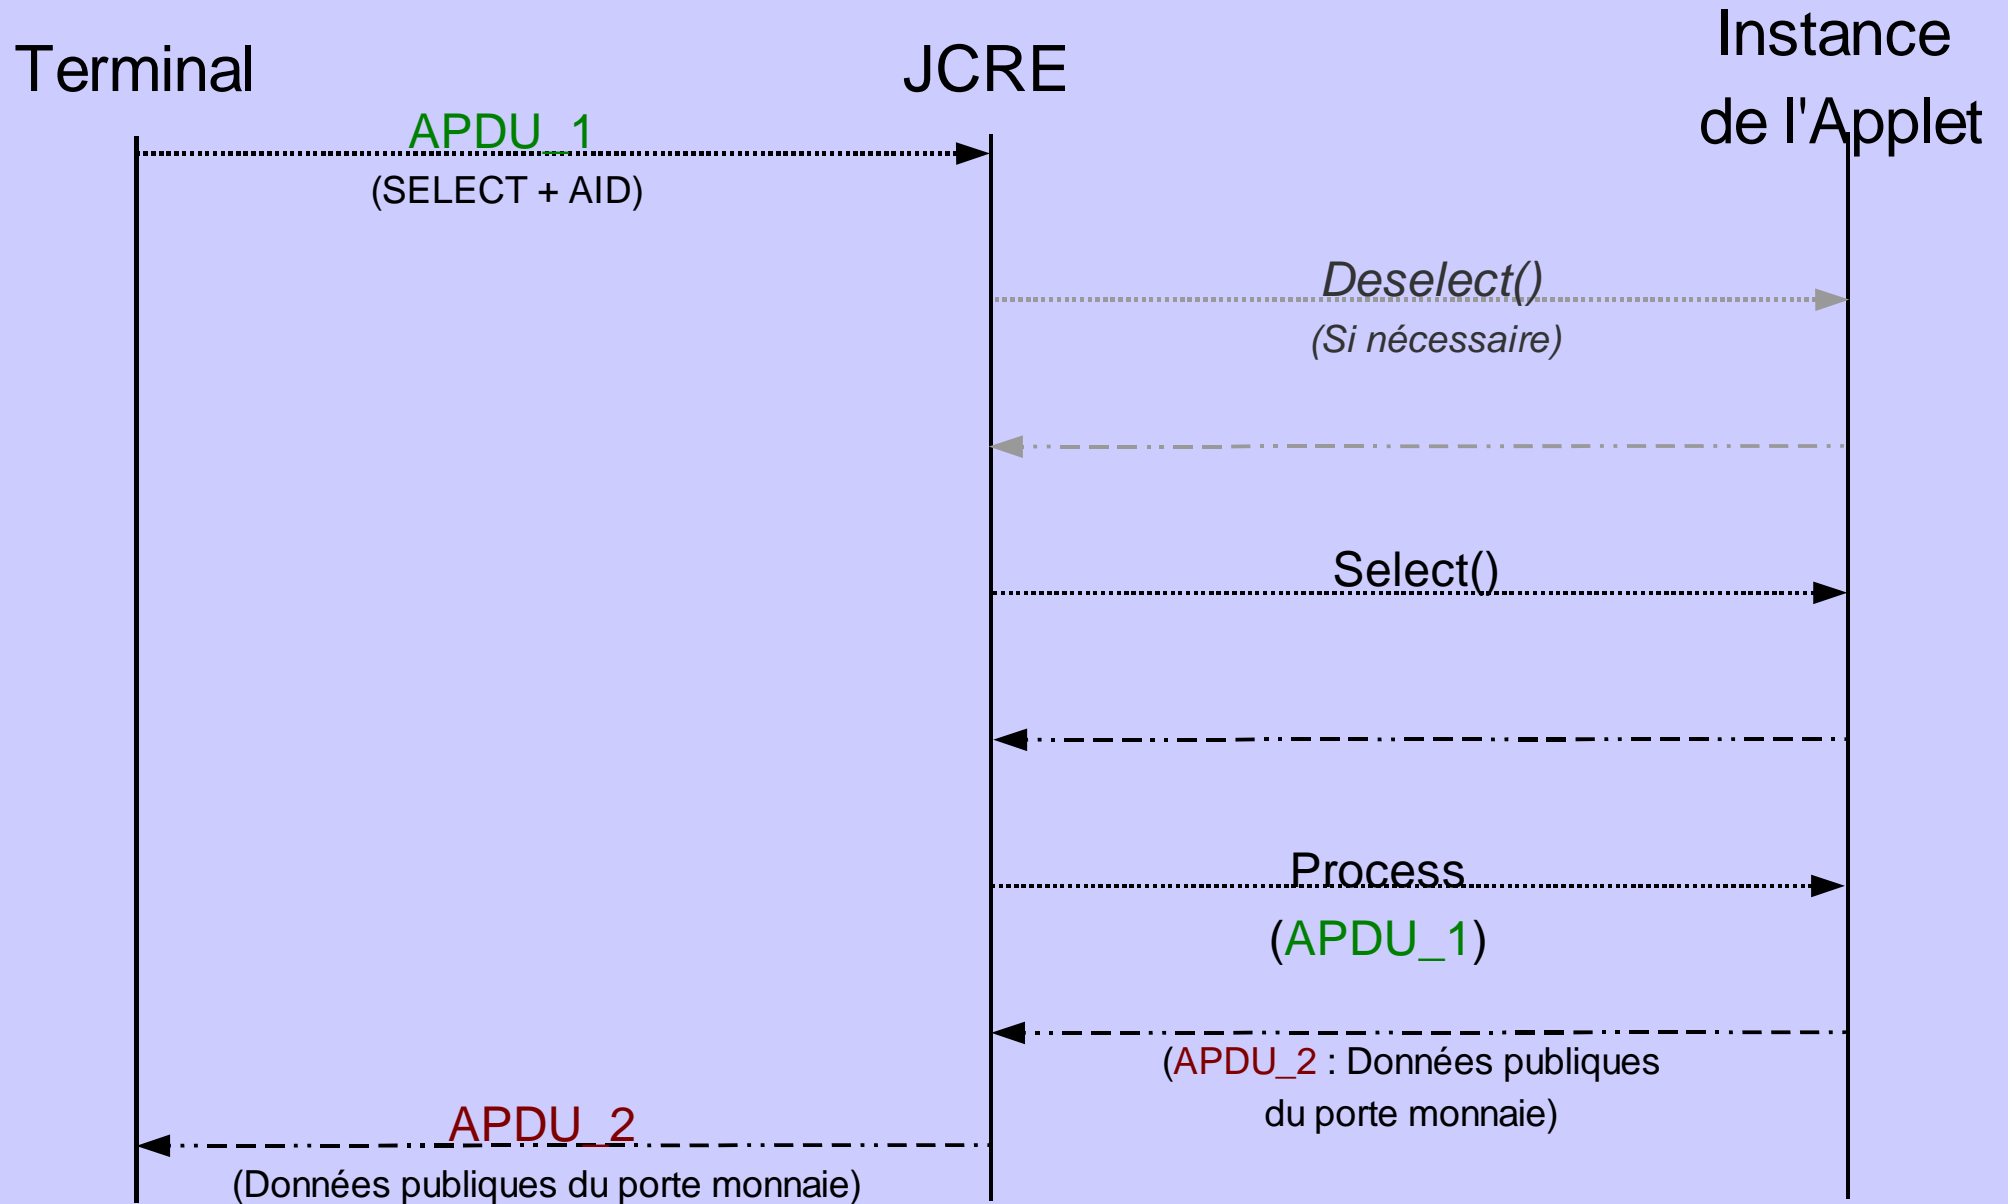 Terminal
JCRE
Instance
de l'Applet
APDU_1
(SELECT + AID)
Deselect()
(Si nécessaire)
Select()
Process
(APDU_1)
(APDU_2 : Données publiques
du porte monnaie)
APDU_2
(Données publiques du porte monnaie)